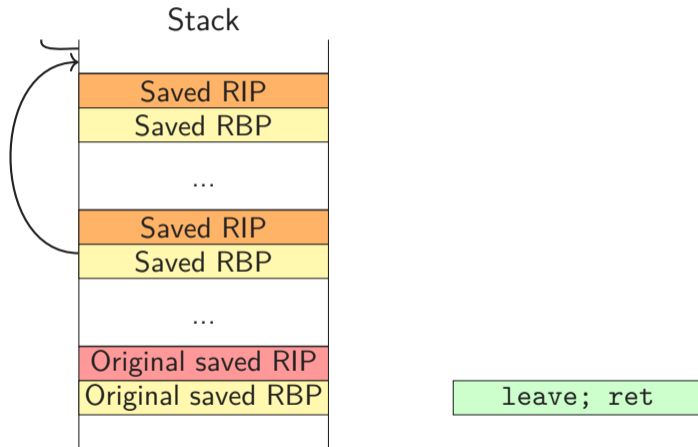 Stack
Saved RIP
Saved RBP
...
Saved RIP
Saved RBP
...
Original saved RIP
Original saved RBP
leave; ret